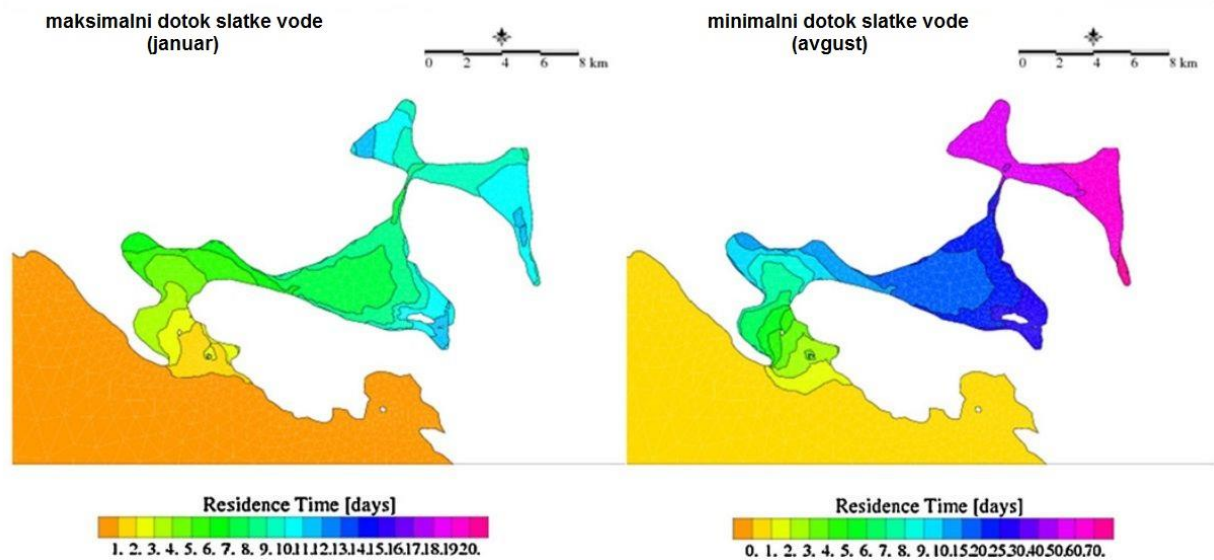 maksimalni dotok slatke vode
(januar)
0 2 4 6 8 km
Residence Time [days]
1. 2. 3. 4. 5. 6. 7. 8. 9. 10.11.12.13.14.15.16.17.18.19.20.
minimalni dotok slatke vode
(avgust)
0 2 4 6 8 km
Residence Time [days]
0. 1. 2. 3. 4. 5. 6. 7. 8. 9. 10.15.20.25.30.40.50.60.70.